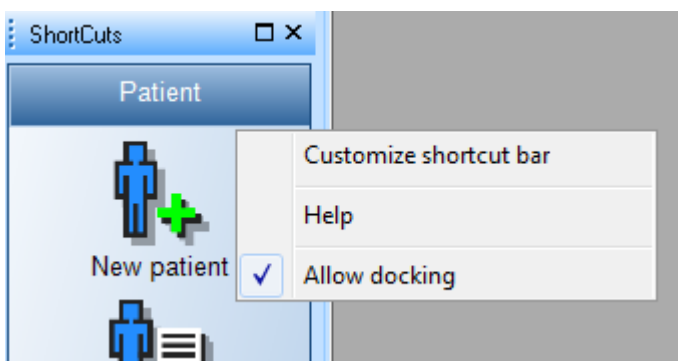 ShortCuts
Patient
Customize shortcut bar
Help
New patient
Allow docking